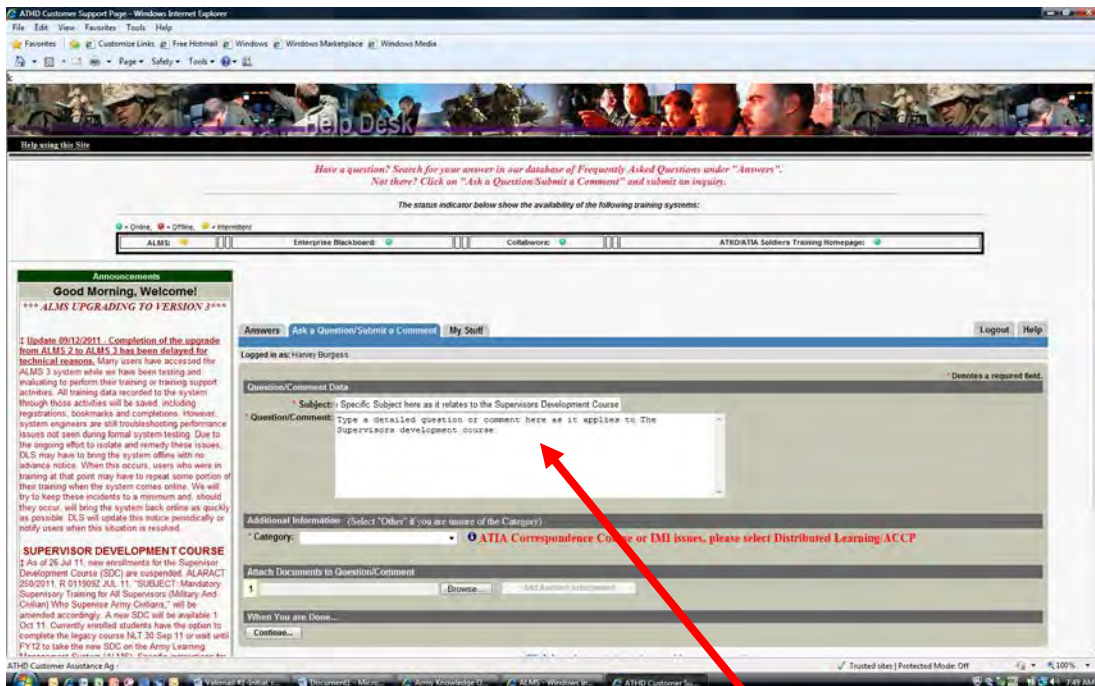 ATHD Customer Support Page - Windows Internet Explorer
File Edit View Favorites Tools Help
Favorites Customize Links Free Hotmail Windows Windows Marketplace Windows Media
Page Safety Tools
Help Desk
Help using this Site
Have a question? Search for your answer in our database of Frequently Asked Questions under "Answers".
Not there? Click on "Ask a Question/Submit a Comment" and submit an inquiry.
The status indicator below show the availability of the following training systems:
= Online, = Offline, = Intermittent
ALMS: Enterprise Blackboard: Collabworx: ATKO/ATIA Soldiers Training Homepage:
Announcements
Good Morning, Welcome!
*** ALMS UPGRADING TO VERSION 3***
‡ Update 09/12/2011 - Completion of the upgrade
from ALMS 2 to ALMS 3 has been delayed for
technical reasons. Many users have accessed the
ALMS 3 system while we have been testing and
evaluating to perform their training or training support
activities. All training data recorded to the system
through those activities will be saved, including
registrations, bookmarks and completions. However,
system engineers are still troubleshooting performance
issues not seen during formal system testing. Due to
the ongoing effort to isolate and remedy these issues,
DLS may have to bring the system offline with no
advance notice. When this occurs, users who were in
training at that point may have to repeat some portion of
their training when the system comes online. We will
try to keep these incidents to a minimum and, should
they occur, will bring the system back online as quickly
as possible. DLS will update this notice periodically or
notify users when this situation is resolved.
SUPERVISOR DEVELOPMENT COURSE
‡ As of 26 Jul 11, new enrollments for the Supervisor
Development Course (SDC) are suspended. ALARACT
250/2011, R 011509Z JUL 11, "SUBJECT: Mandatory
Supervisory Training for All Supervisors (Military And
Civilian) Who Supervise Army Civilians," will be
amended accordingly. A new SDC will be available 1
Oct 11. Currently enrolled students have the option to
complete the legacy course NLT 30 Sep 11 or wait until
FY12 to take the new SDC on the Army Learning
Answers Ask a Question/Submit a Comment My Stuff Logout Help
Logged in as: Harvey Burgess
* Denotes a required field.
Question/Comment Data
* Subject: Specific Subject here as it relates to the Supervisors Development Course
* Question/Comment: Type a detailed question or comment here as it applies to The
Supervisors development course
Additional Information (Select "Other" if you are unsure of the Category)
* Category: ATIA Correspondence Course or IMI issues, please select Distributed Learning/ACCP
Attach Documents to Question/Comment
1 Browse... Add Another Attachment
When You are Done...
Continue...
ATHD Customer Assistance Ag - Trusted sites | Protected Mode: Off 100%
Document1 - Micro... Army Knowledge O... ALMS - Windows In... ATHD Customer Su... 7:49 AM